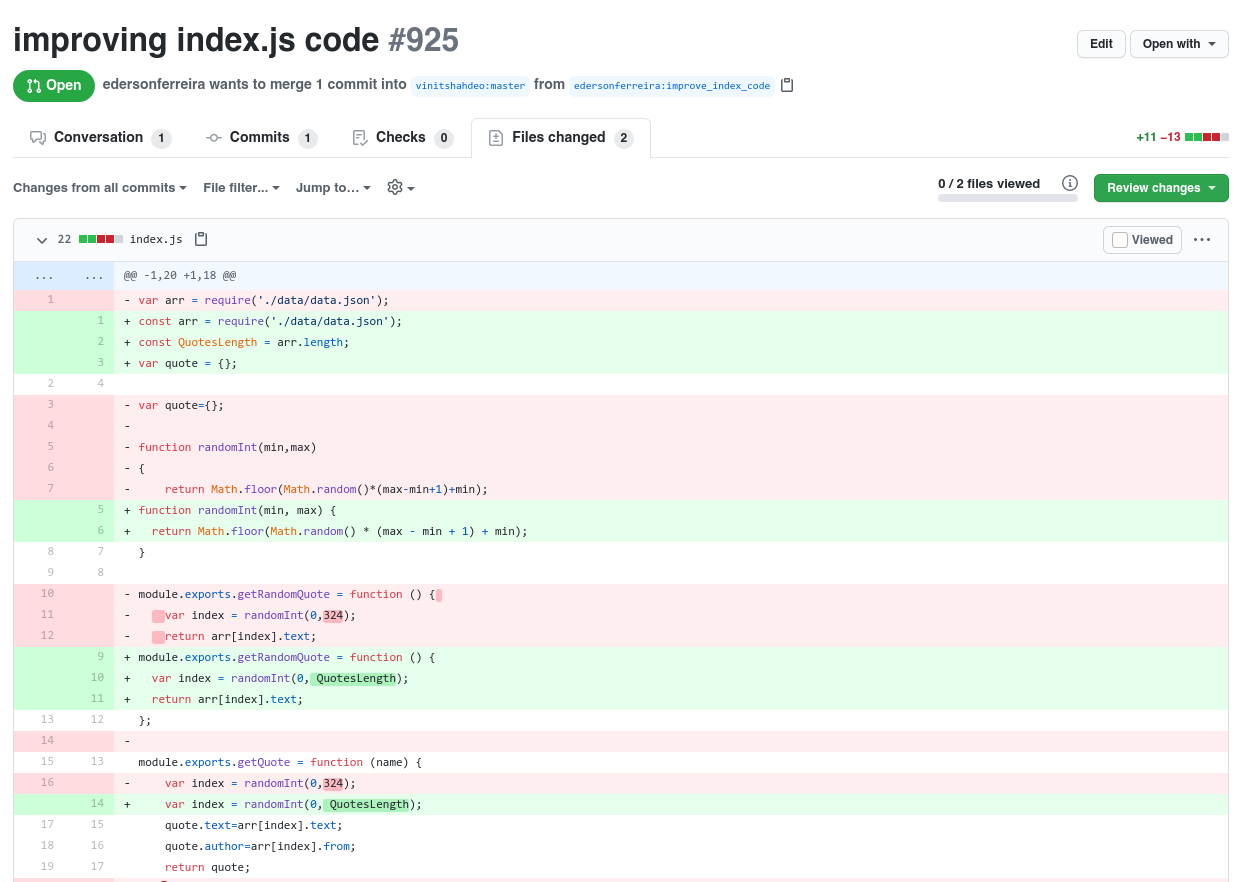 improving index.js code #925
Edit
Open with
Open
edersonferreira wants to merge 1 commit into vinitshahdeo:master from edersonferreira:improve_index_code
Conversation 1
Commits 1
Checks 0
Files changed 2
+11 −13
Changes from all commits
File filter...
Jump to...
0 / 2 files viewed
Review changes
22 index.js
Viewed
... ... @@ -1,20 +1,18 @@
1 - var arr = require('./data/data.json');
1 + const arr = require('./data/data.json');
2 + const QuotesLength = arr.length;
3 + var quote = {};
2 4
3 - var quote={};
4 -
5 - function randomInt(min,max)
6 - {
7 -     return Math.floor(Math.random()*(max-min+1)+min);
5 + function randomInt(min, max) {
6 +   return Math.floor(Math.random() * (max - min + 1) + min);
8 7   }
9 8
10 - module.exports.getRandomQuote = function () {
11 -     var index = randomInt(0,324);
12 -     return arr[index].text;
9 + module.exports.getRandomQuote = function () {
10 +   var index = randomInt(0, QuotesLength);
11 +   return arr[index].text;
13 12   };
14 -
15 13   module.exports.getQuote = function (name) {
16 -     var index = randomInt(0,324);
14 +     var index = randomInt(0, QuotesLength);
17 15       quote.text=arr[index].text;
18 16       quote.author=arr[index].from;
19 17       return quote;